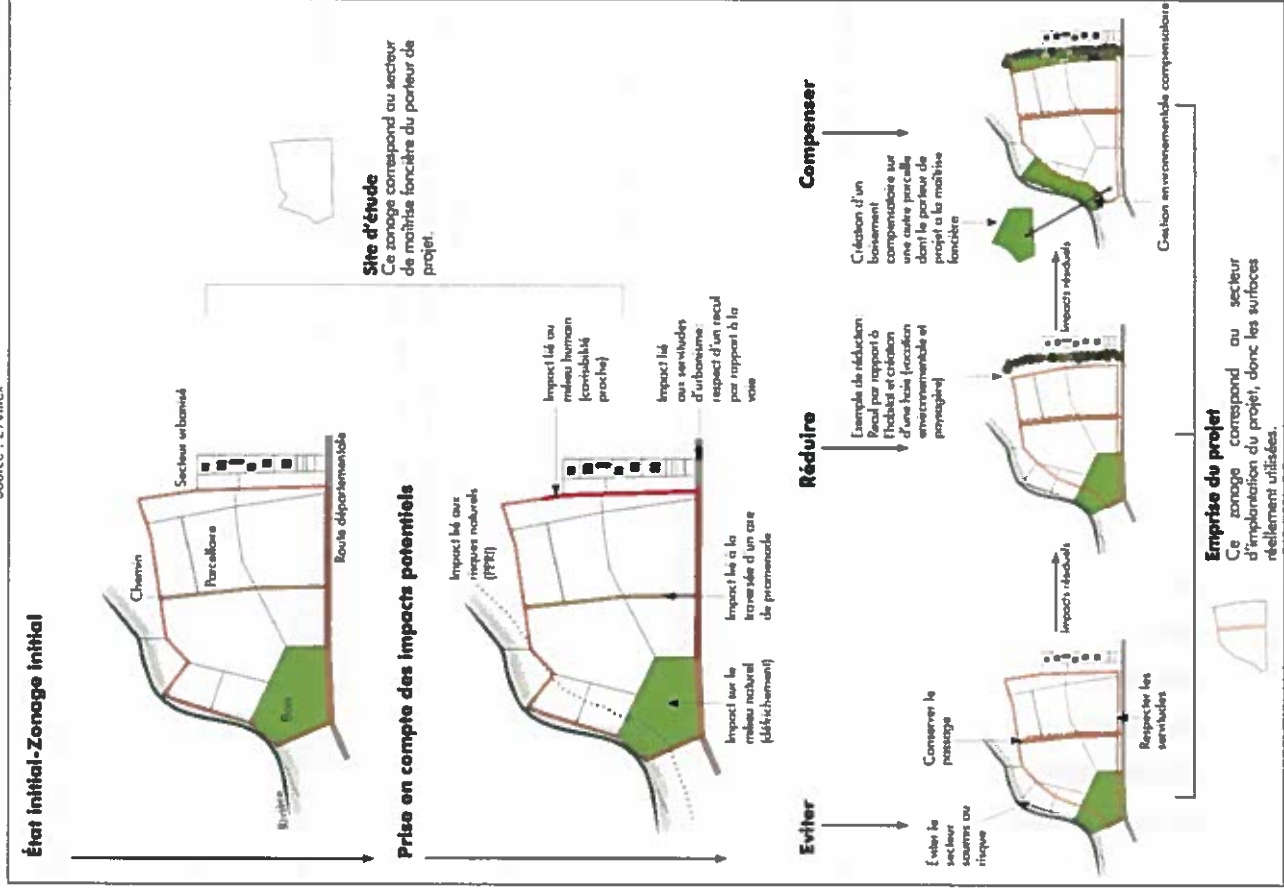 État initial-Zonage initial
Chemin
Secteur urbanisé
Parcellaire
Rivière
Bois
Route départementale
Site d'étude
Ce zonage correspond au secteur
de maîtrise foncière du porteur de
projet.
Prise en compte des impacts potentiels
Impact lié aux
risques naturels
(PPRI)
Impact lié au
milieu humain
(covisibilité
proche)
Impact sur le
milieu naturel
(défrichement)
Impact lié à la
traversée d'un axe
de promenade
Impact lié
aux servitudes
d'urbanisme :
respect d'un recul
par rapport à la
voie
Eviter
Eviter le
secteur
soumis au
risque
Conserver le
passage
Respecter les
servitudes
Impacts résiduels
Réduire
Exemple de réduction:
Recul par rapport à
l'habitat et création
d'une haie (vocation
environnementale et
paysagère)
Impacts résiduels
Compenser
Création d'un
boisement
compensatoire sur
une autre parcelle
dont le porteur de
projet a la maîtrise
foncière
Gestion environnementale compensatoire
Emprise du projet
Ce zonage correspond au secteur
d'implantation du projet, donc les surfaces
réellement utilisées.